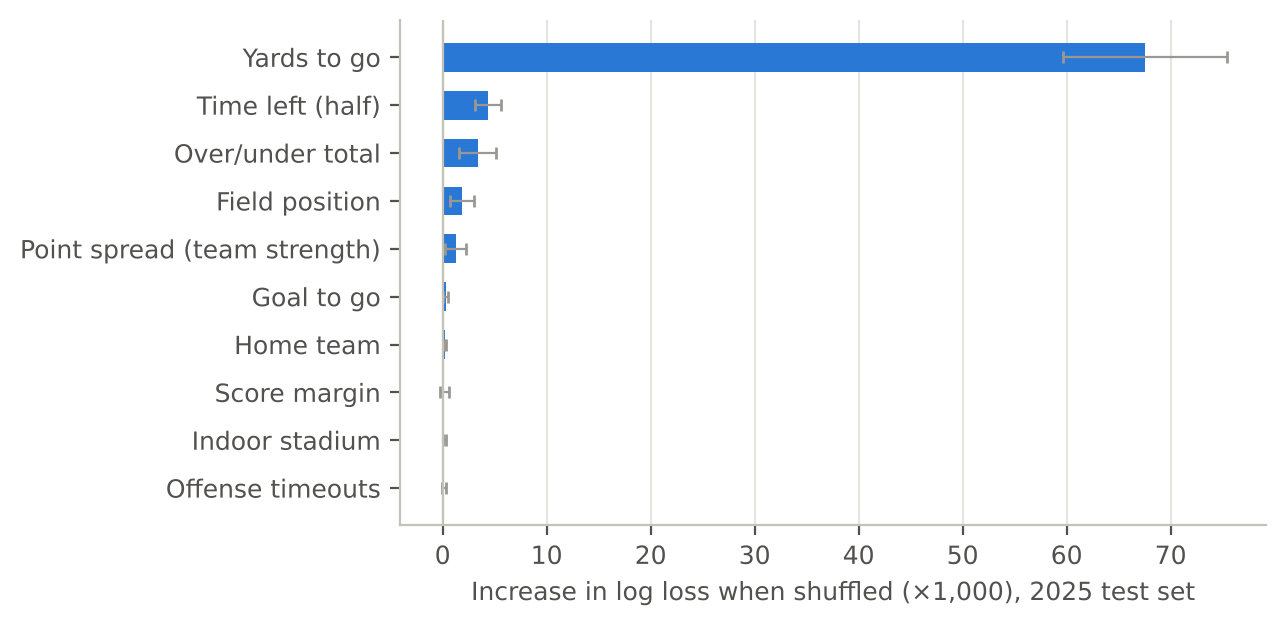 Yards to go
Time left (half)
Over/under total
Field position
Point spread (team strength)
Goal to go
Home team
Score margin
Indoor stadium
Offense timeouts
0 10 20 30 40 50 60 70
Increase in log loss when shuffled (×1,000), 2025 test set